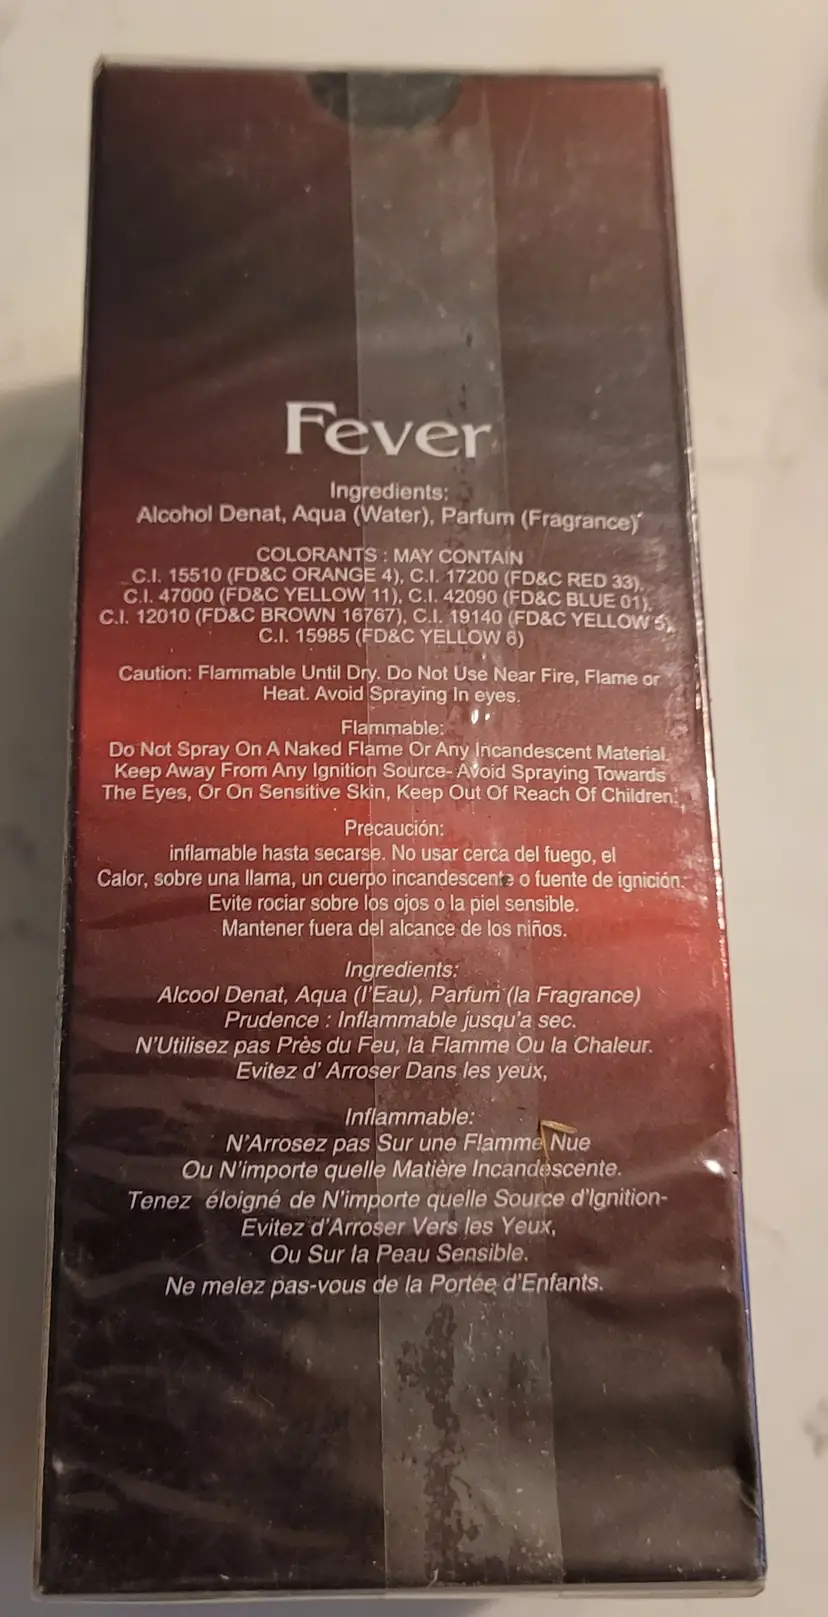 Fever
Ingredients:
Alcohol Denat, Aqua (Water), Parfum (Fragrance)
COLORANTS : MAY CONTAIN
C.I. 15510 (FD&C ORANGE 4), C.I. 17200 (FD&C RED 33),
C.I. 47000 (FD&C YELLOW 11), C.I. 42090 (FD&C BLUE 01),
C.I. 12010 (FD&C BROWN 16767), C.I. 19140 (FD&C YELLOW 5),
C.I. 15985 (FD&C YELLOW 6)
Caution: Flammable Until Dry. Do Not Use Near Fire, Flame or
Heat. Avoid Spraying In eyes.
Flammable:
Do Not Spray On A Naked Flame Or Any Incandescent Material.
Keep Away From Any Ignition Source- Avoid Spraying Towards
The Eyes, Or On Sensitive Skin, Keep Out Of Reach Of Children.
Precaución:
inflamable hasta secarse. No usar cerca del fuego, el
Calor, sobre una llama, un cuerpo incandescente o fuente de ignición.
Evite rociar sobre los ojos o la piel sensible.
Mantener fuera del alcance de los niños.
Ingredients:
Alcool Denat, Aqua (l'Eau), Parfum (la Fragrance)
Prudence : Inflammable jusqu'a sec.
N'Utilisez pas Près du Feu, la Flamme Ou la Chaleur.
Evitez d' Arroser Dans les yeux,
Inflammable:
N'Arrosez pas Sur une Flamme Nue
Ou N'importe quelle Matière Incandescente.
Tenez éloigné de N'importe quelle Source d'Ignition-
Evitez d'Arroser Vers les Yeux,
Ou Sur la Peau Sensible.
Ne melez pas-vous de la Portée d'Enfants.